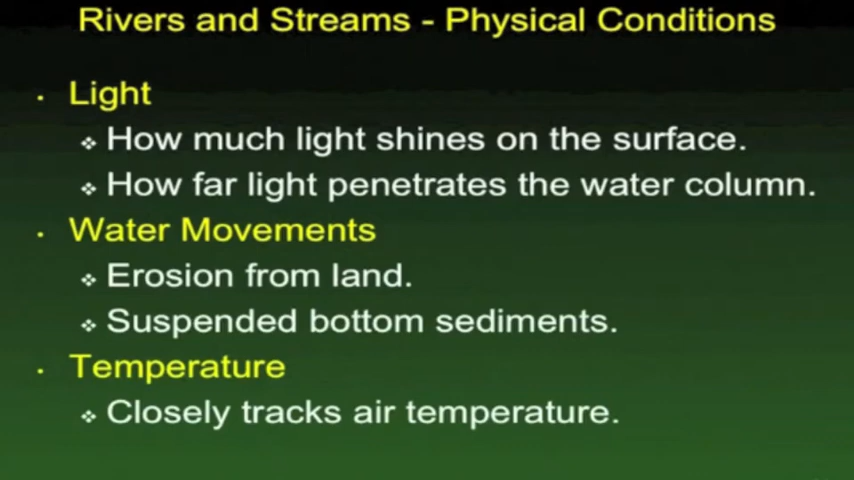 Rivers and Streams - Physical Conditions
• Light
❖ How much light shines on the surface.
❖ How far light penetrates the water column.
• Water Movements
❖ Erosion from land.
❖ Suspended bottom sediments.
• Temperature
❖ Closely tracks air temperature.